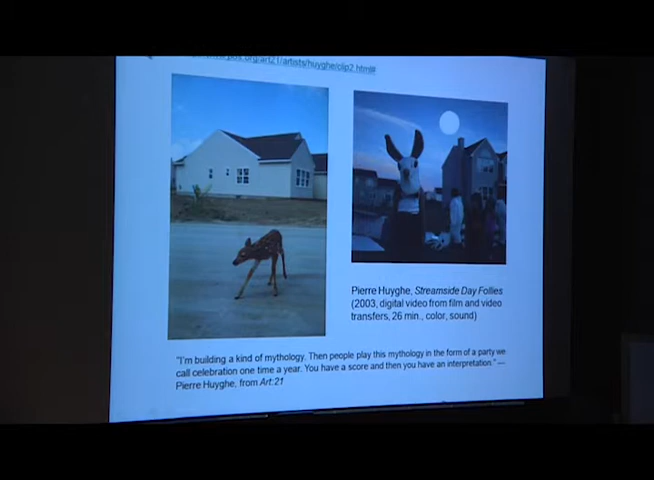 .pbs.org/art21/artists/huyghe/clip2.html#
Pierre Huyghe, Streamside Day Follies
(2003, digital video from film and video
transfers, 26 min., color, sound)
"I'm building a kind of mythology. Then people play this mythology in the form of a party we
call celebration one time a year. You have a score and then you have an interpretation." —
Pierre Huyghe, from Art:21